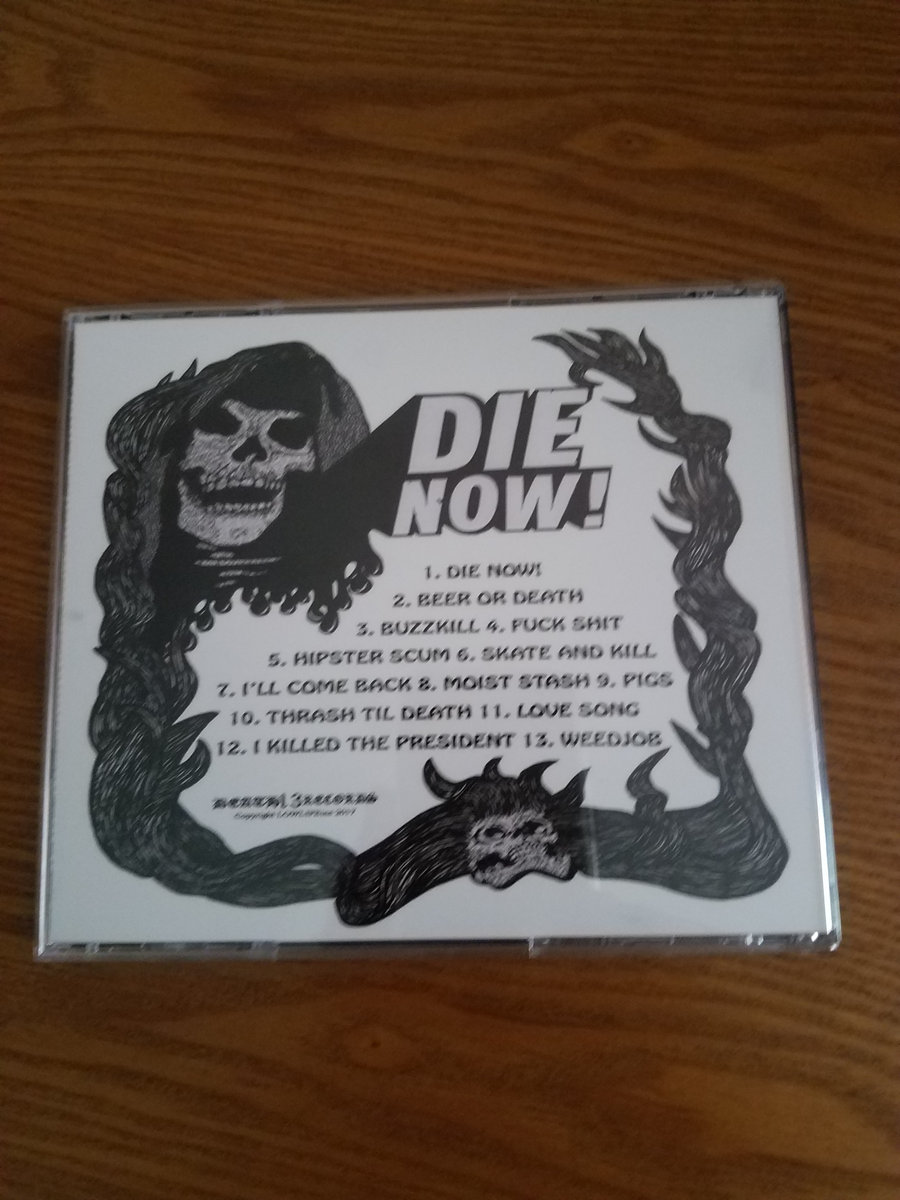 DIE
NOW!
1. DIE NOW!
2. BEER OR DEATH
3. BUZZKILL 4. FUCK SHIT
5. HIPSTER SCUM 6. SKATE AND KILL
7. I'LL COME BACK 8. MOIST STASH 9. PIGS
10. THRASH TIL DEATH 11. LOVE SONG
12. I KILLED THE PRESIDENT 13. WEEDJOB
RECORDS
Copyright